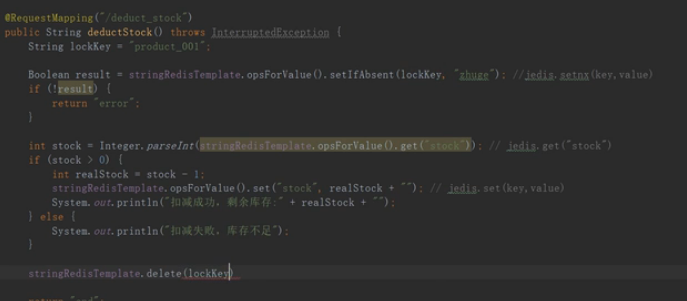 @RequestMapping("/deduct_stock")
public String deductStock() throws InterruptedException {
String lockKey = "product_001";
Boolean result = stringRedisTemplate.opsForValue().setIfAbsent(lockKey, "zhuge"); //jedis.setnx(key,value)
if (!result) {
return "error";
}
int stock = Integer.parseInt(stringRedisTemplate.opsForValue().get("stock")); // jedis.get("stock")
if (stock > 0) {
int realStock = stock - 1;
stringRedisTemplate.opsForValue().set("stock", realStock + ""); // jedis.set(key,value)
System.out.println("扣减成功，剩余库存:" + realStock + "");
} else {
System.out.println("扣减失败，库存不足");
}
stringRedisTemplate.delete(lockKey)